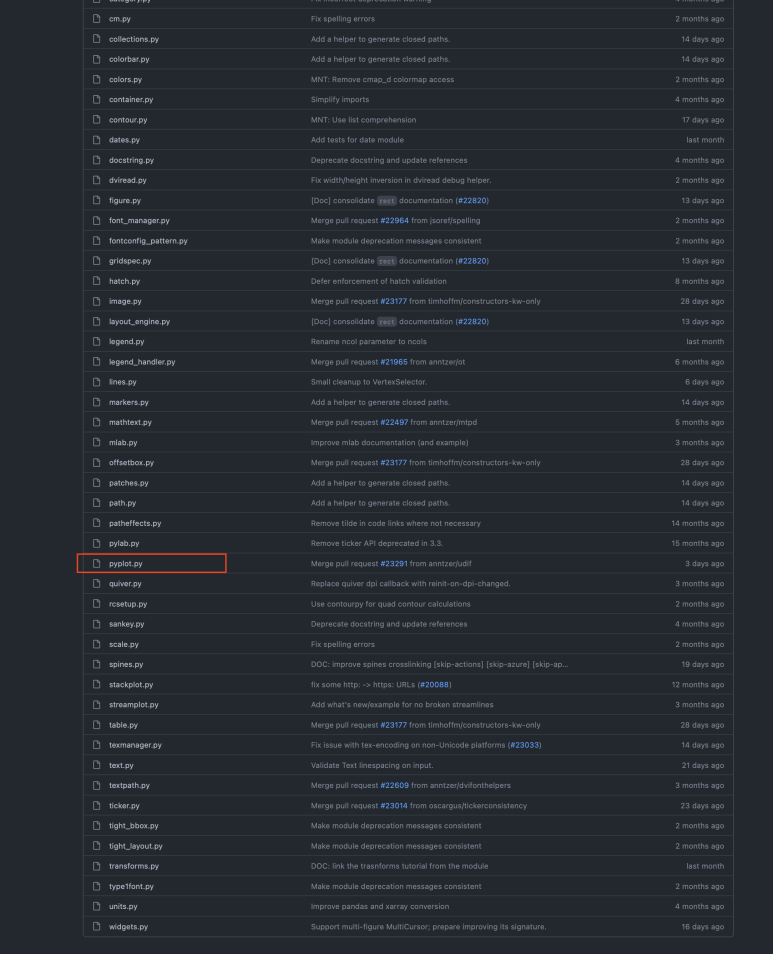 cm.py Fix spelling errors 2 months ago
collections.py Add a helper to generate closed paths. 14 days ago
colorbar.py Add a helper to generate closed paths. 14 days ago
colors.py MNT: Remove cmap_d colormap access 2 months ago
container.py Simplify imports 4 months ago
contour.py MNT: Use list comprehension 17 days ago
dates.py Add tests for date module last month
docstring.py Deprecate docstring and update references 4 months ago
dviread.py Fix width/height inversion in dviread debug helper. 2 months ago
figure.py [Doc] consolidate rect documentation (#22820) 13 days ago
font_manager.py Merge pull request #22964 from jsoref/spelling 2 months ago
fontconfig_pattern.py Make module deprecation messages consistent 2 months ago
gridspec.py [Doc] consolidate rect documentation (#22820) 13 days ago
hatch.py Defer enforcement of hatch validation 8 months ago
image.py Merge pull request #23177 from timhoffm/constructors-kw-only 28 days ago
layout_engine.py [Doc] consolidate rect documentation (#22820) 13 days ago
legend.py Rename ncol parameter to ncols last month
legend_handler.py Merge pull request #21965 from anntzer/ot 6 months ago
lines.py Small cleanup to VertexSelector. 6 days ago
markers.py Add a helper to generate closed paths. 14 days ago
mathtext.py Merge pull request #22497 from anntzer/mtpd 5 months ago
mlab.py Improve mlab documentation (and example) 3 months ago
offsetbox.py Merge pull request #23177 from timhoffm/constructors-kw-only 28 days ago
patches.py Add a helper to generate closed paths. 14 days ago
path.py Add a helper to generate closed paths. 14 days ago
patheffects.py Remove tilde in code links where not necessary 14 months ago
pylab.py Remove ticker API deprecated in 3.3. 15 months ago
pyplot.py Merge pull request #23291 from anntzer/udif 3 days ago
quiver.py Replace quiver dpi callback with reinit-on-dpi-changed. 3 months ago
rcsetup.py Use contourpy for quad contour calculations 2 months ago
sankey.py Deprecate docstring and update references 4 months ago
scale.py Fix spelling errors 2 months ago
spines.py DOC: improve spines crosslinking [skip-actions] [skip-azure] [skip-ap... 19 days ago
stackplot.py fix some http: -> https: URLs (#20088) 12 months ago
streamplot.py Add what's new/example for no broken streamlines 3 months ago
table.py Merge pull request #23177 from timhoffm/constructors-kw-only 28 days ago
texmanager.py Fix issue with tex-encoding on non-Unicode platforms (#23033) 14 days ago
text.py Validate Text linespacing on input. 21 days ago
textpath.py Merge pull request #22609 from anntzer/dvifonthelpers 3 months ago
ticker.py Merge pull request #23014 from oscargus/tickerconsistency 23 days ago
tight_bbox.py Make module deprecation messages consistent 2 months ago
tight_layout.py Make module deprecation messages consistent 2 months ago
transforms.py DOC: link the trasnforms tutorial from the module last month
type1font.py Make module deprecation messages consistent 2 months ago
units.py Improve pandas and xarray conversion 4 months ago
widgets.py Support multi-figure MultiCursor; prepare improving its signature. 16 days ago